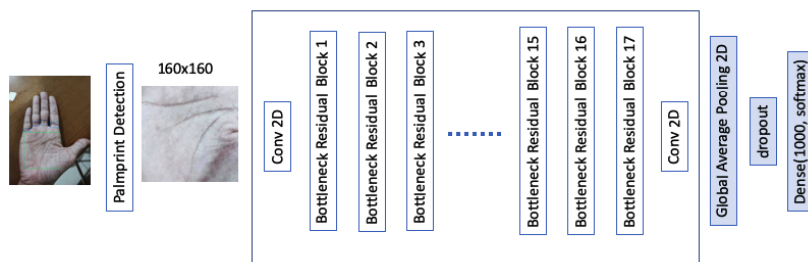 Palmprint Detection
160x160
Conv 2D
Bottleneck Residual Block 1
Bottleneck Residual Block 2
Bottleneck Residual Block 3
Bottleneck Residual Block 15
Bottleneck Residual Block 16
Bottleneck Residual Block 17
Conv 2D
Global Average Pooling 2D
dropout
Dense(1000, softmax)